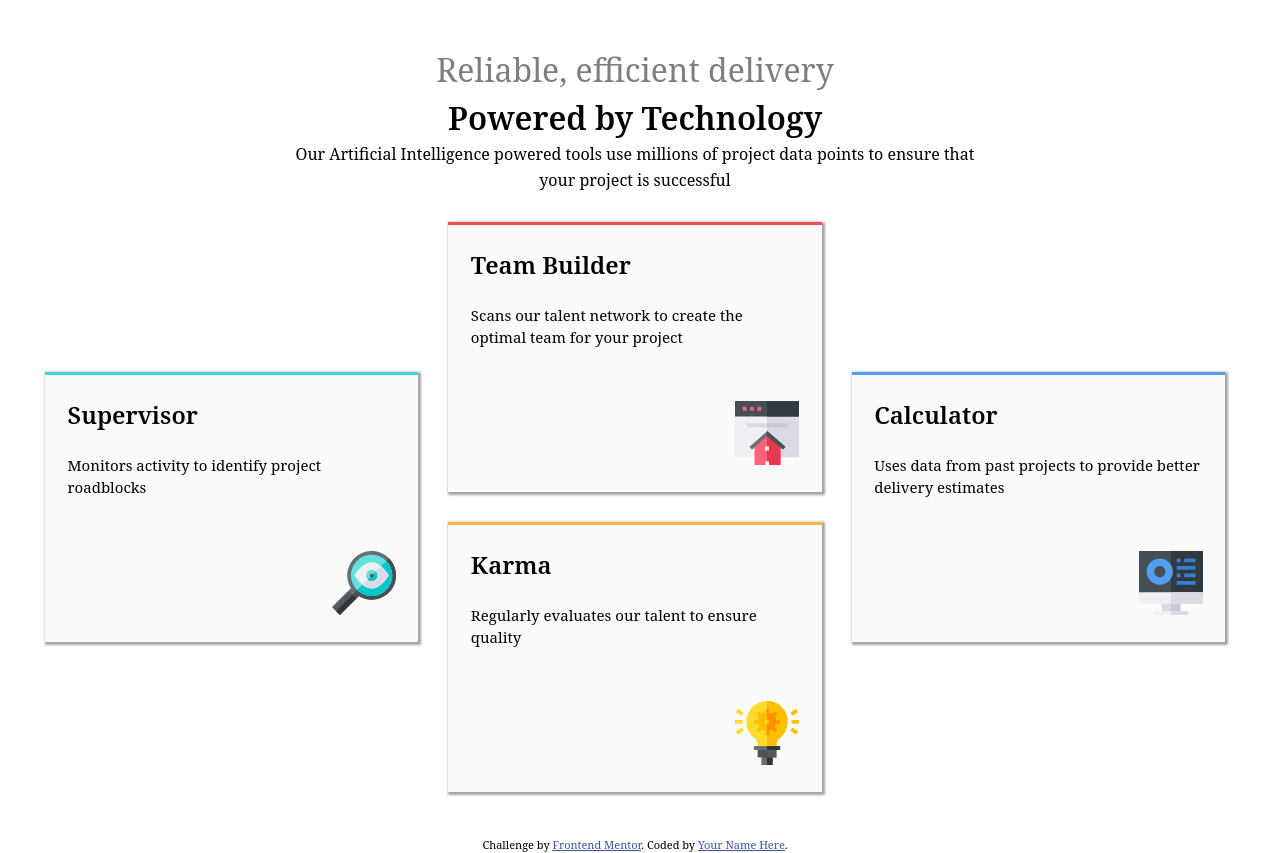 Reliable, efficient delivery
Powered by Technology
Our Artificial Intelligence powered tools use millions of project data points to ensure that
your project is successful
Team Builder
Scans our talent network to create the
optimal team for your project
Supervisor
Monitors activity to identify project
roadblocks
Calculator
Uses data from past projects to provide better
delivery estimates
Karma
Regularly evaluates our talent to ensure
quality
Challenge by Frontend Mentor. Coded by Your Name Here.